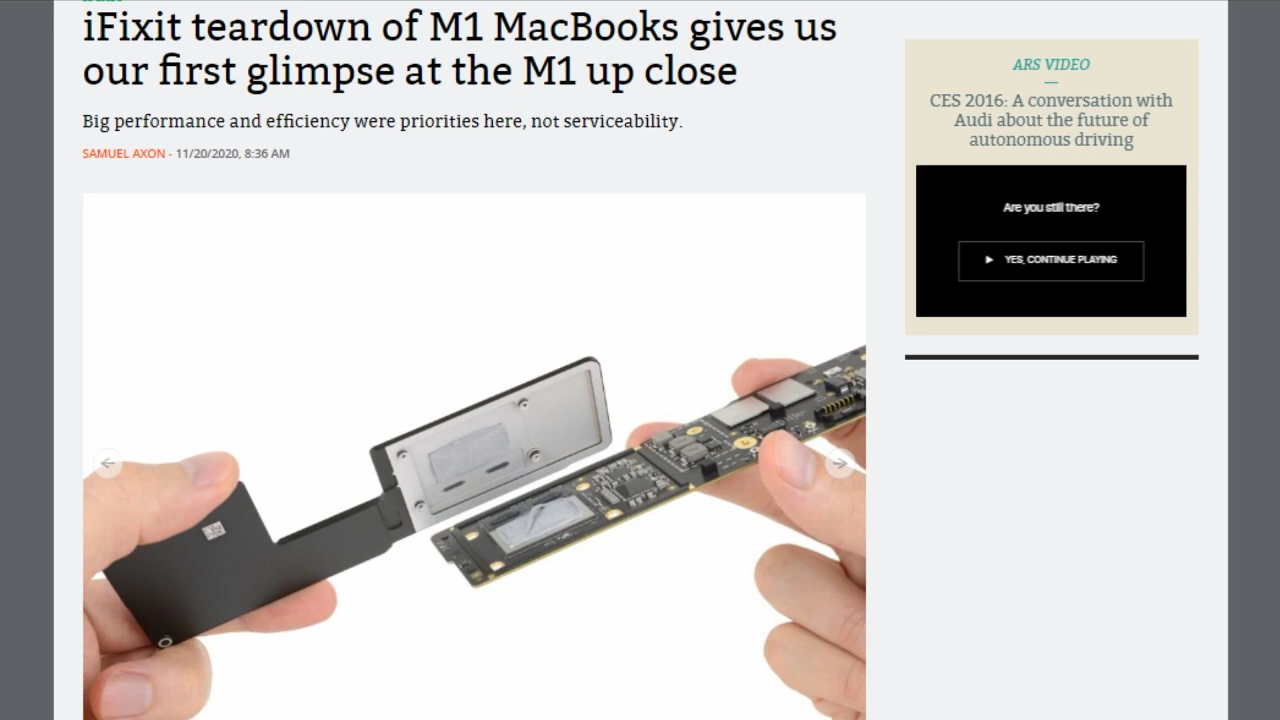 iFixit teardown of M1 MacBooks gives us
our first glimpse at the M1 up close
Big performance and efficiency were priorities here, not serviceability.
SAMUEL AXON - 11/20/2020, 8:36 AM
ARS VIDEO
CES 2016: A conversation with
Audi about the future of
autonomous driving
Are you still there?
YES, CONTINUE PLAYING